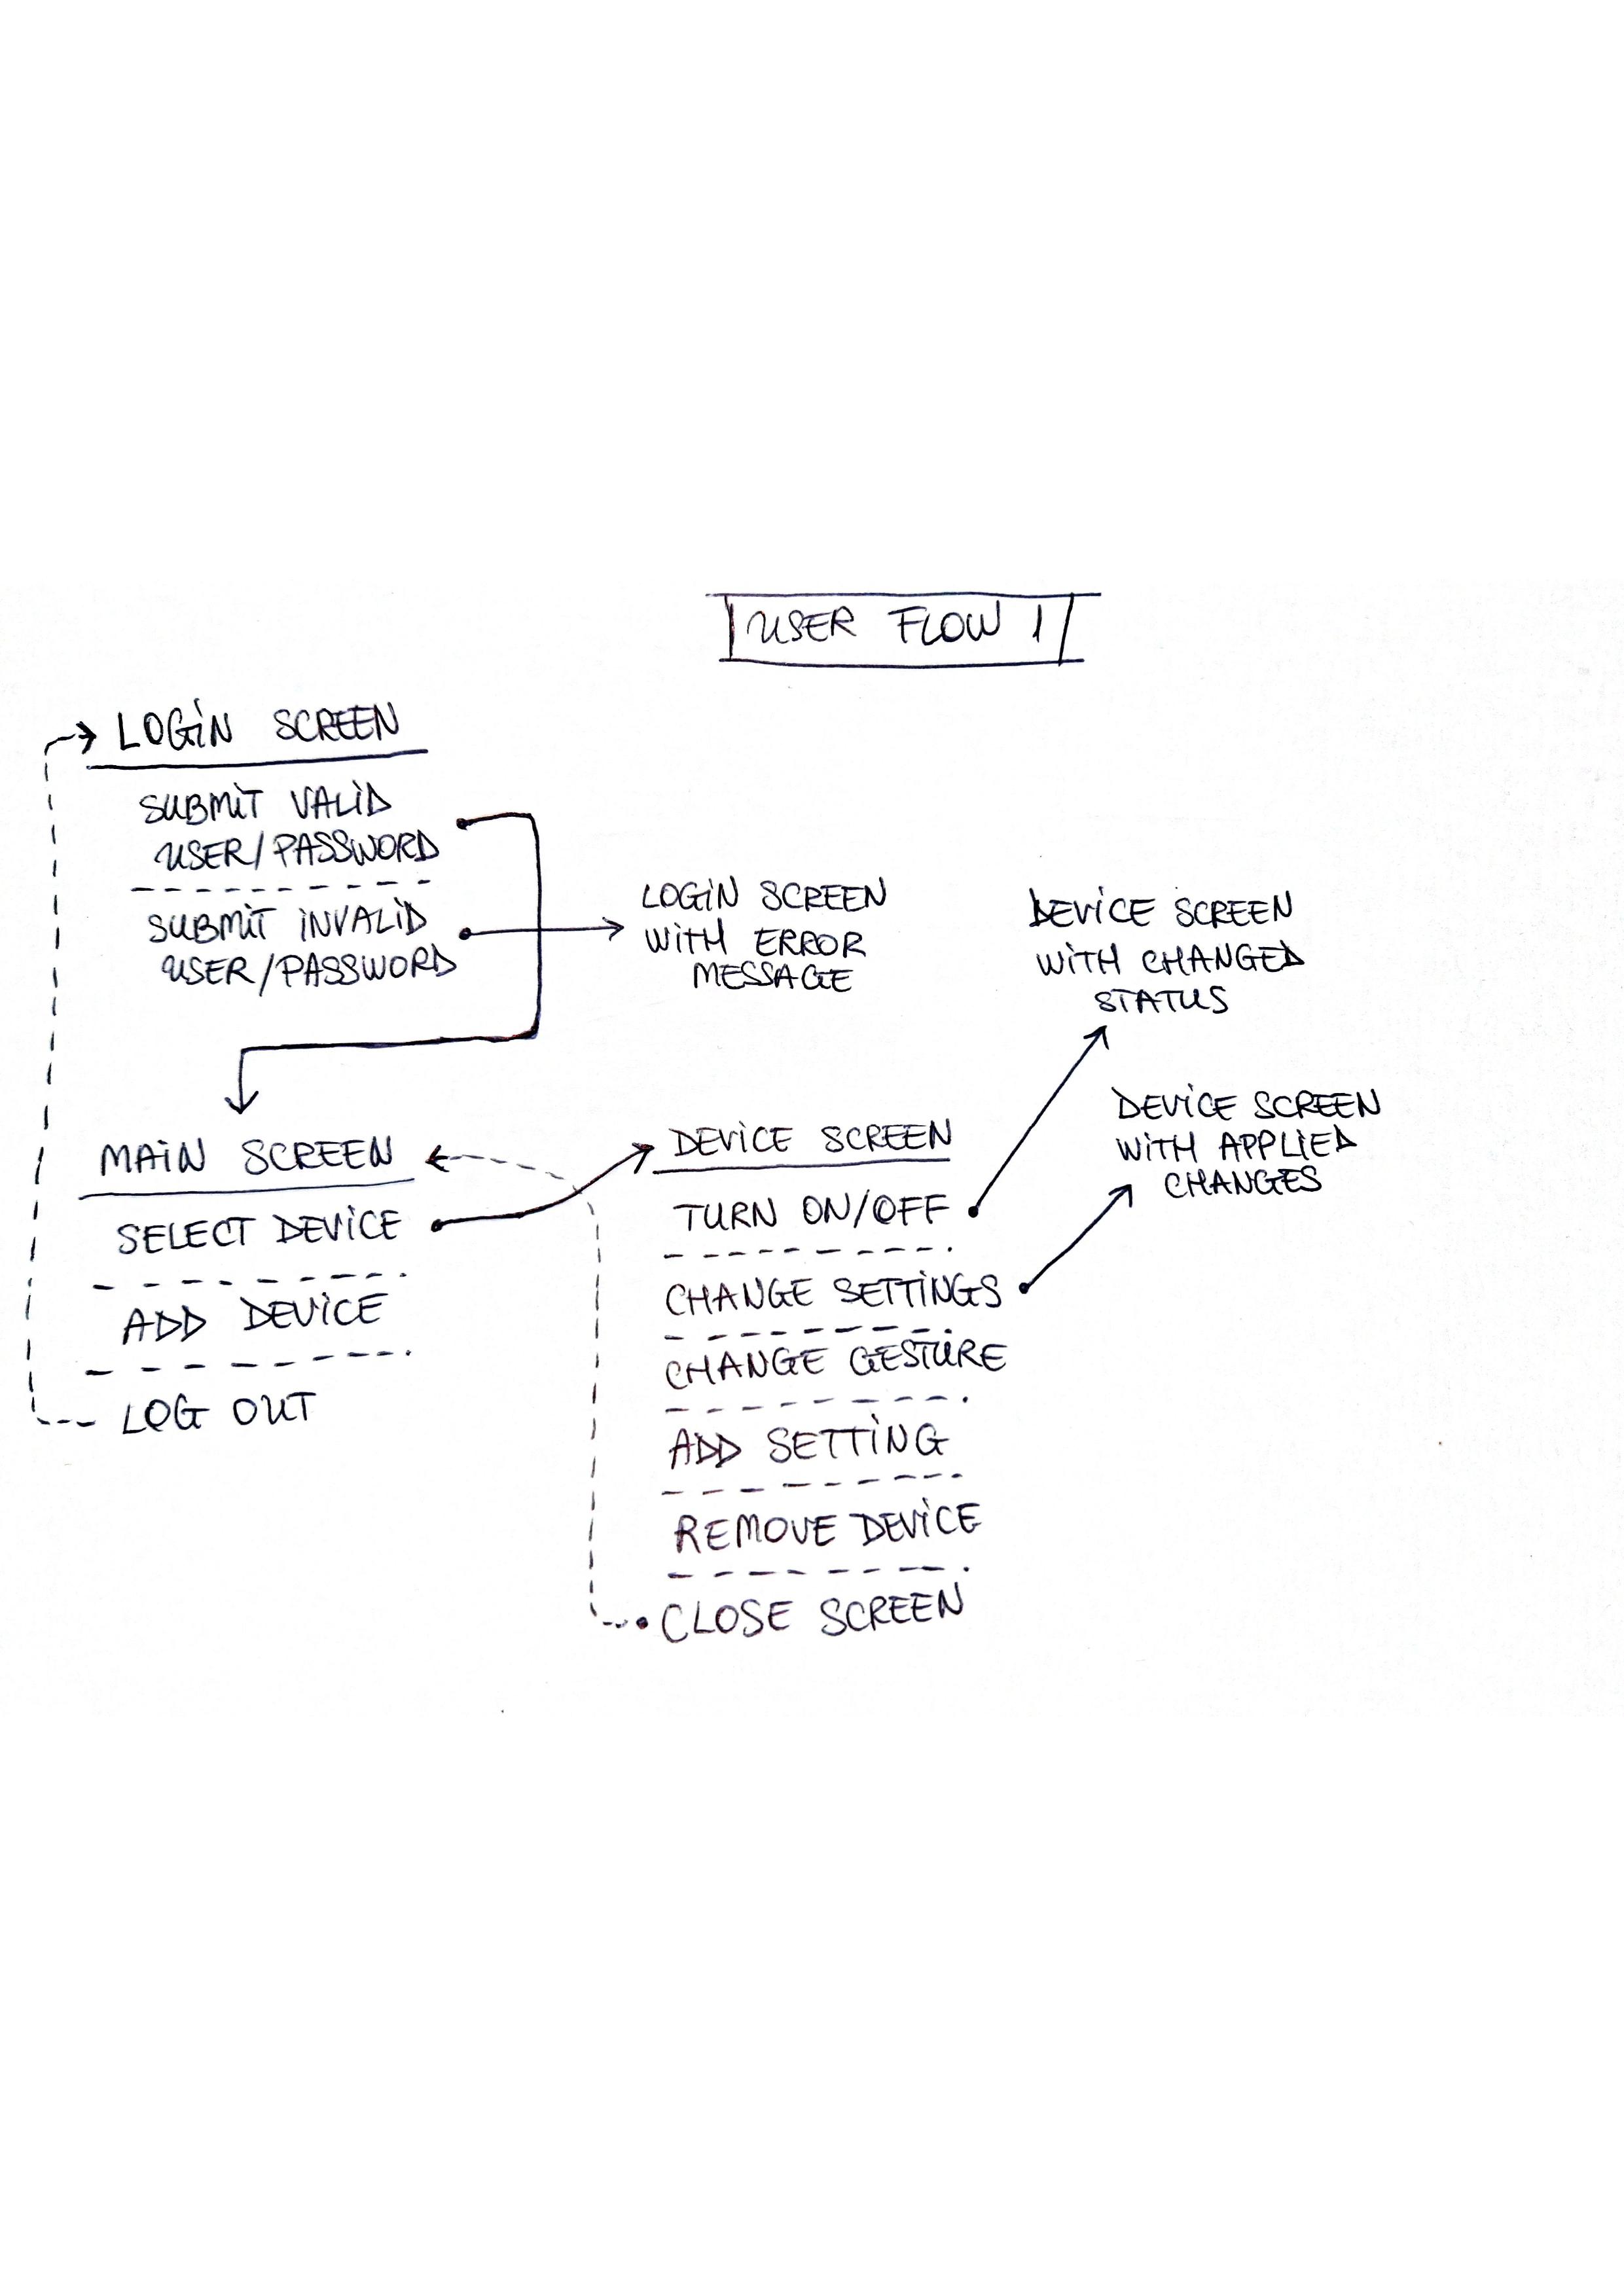 USER FLOW 1
LOGIN SCREEN
SUBMIT VALID
USER/PASSWORD
SUBMIT INVALID
USER/PASSWORD
LOGIN SCREEN
WITH ERROR
MESSAGE
MAIN SCREEN
SELECT DEVICE
ADD DEVICE
LOG OUT
DEVICE SCREEN
TURN ON/OFF
CHANGE SETTINGS
CHANGE GESTURE
ADD SETTING
REMOVE DEVICE
CLOSE SCREEN
DEVICE SCREEN
WITH CHANGED
STATUS
DEVICE SCREEN
WITH APPLIED
CHANGES